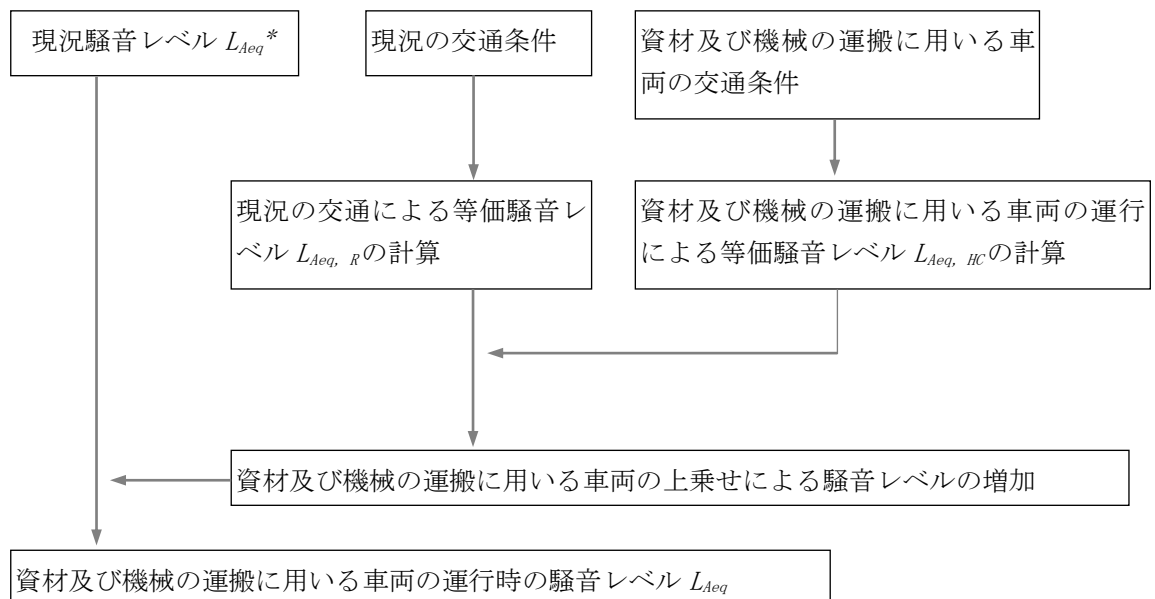 現況騒音レベル LAeq*
現況の交通条件
資材及び機械の運搬に用いる車
両の交通条件
現況の交通による等価騒音レ
ベル LAeq, Rの計算
資材及び機械の運搬に用いる車両の運行
による等価騒音レベル LAeq, HCの計算
資材及び機械の運搬に用いる車両の上乗せによる騒音レベルの増加
資材及び機械の運搬に用いる車両の運行時の騒音レベル LAeq